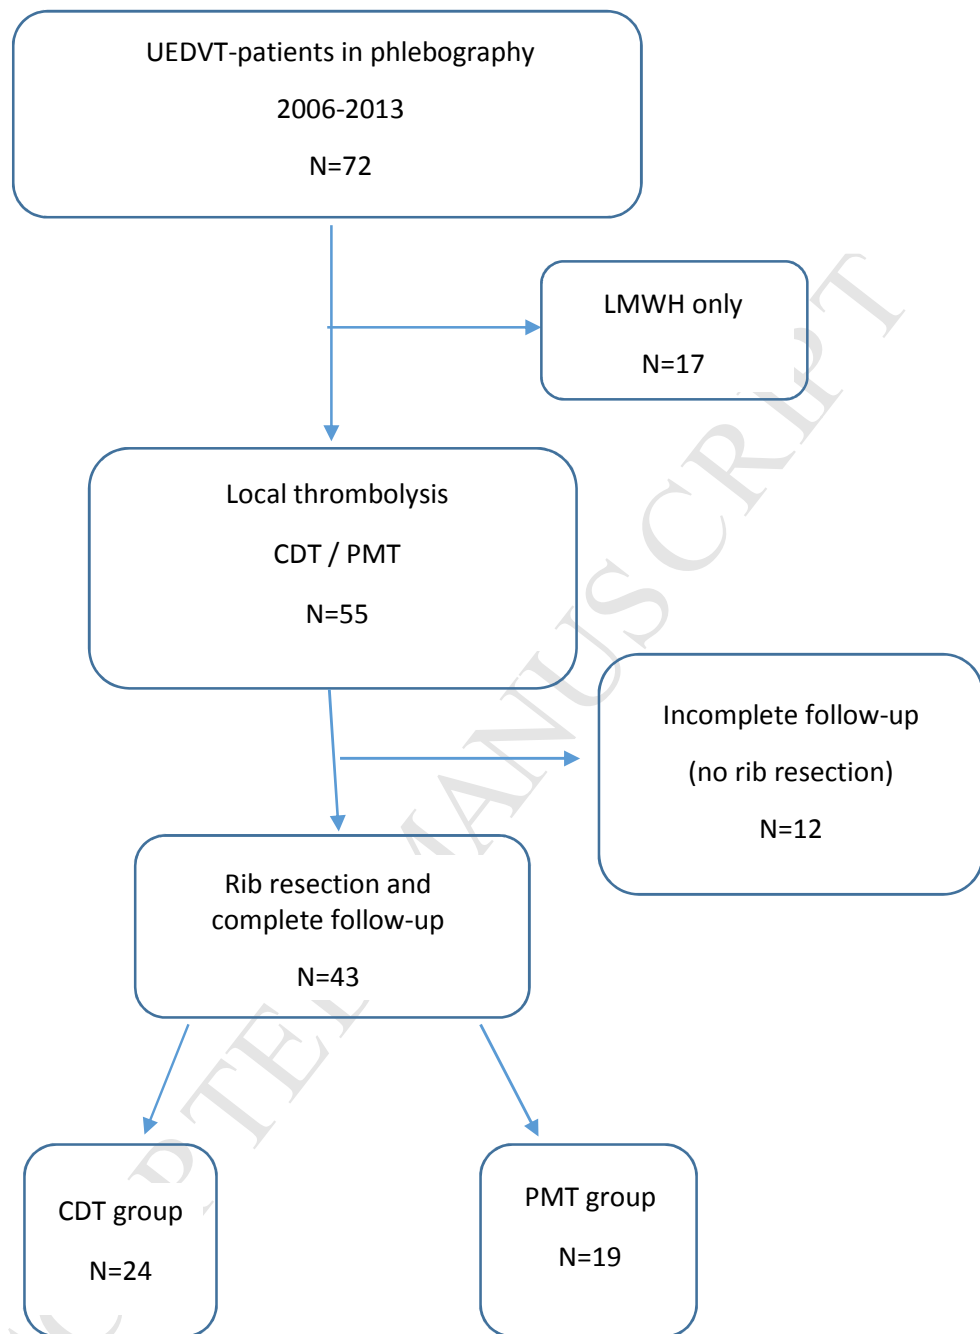 UEDVT-patients in phlebography
2006-2013
N=72
LMWH only
N=17
Local thrombolysis
CDT / PMT
N=55
Incomplete follow-up
(no rib resection)
N=12
Rib resection and
complete follow-up
N=43
CDT group
N=24
PMT group
N=19
MANUSCRIPT